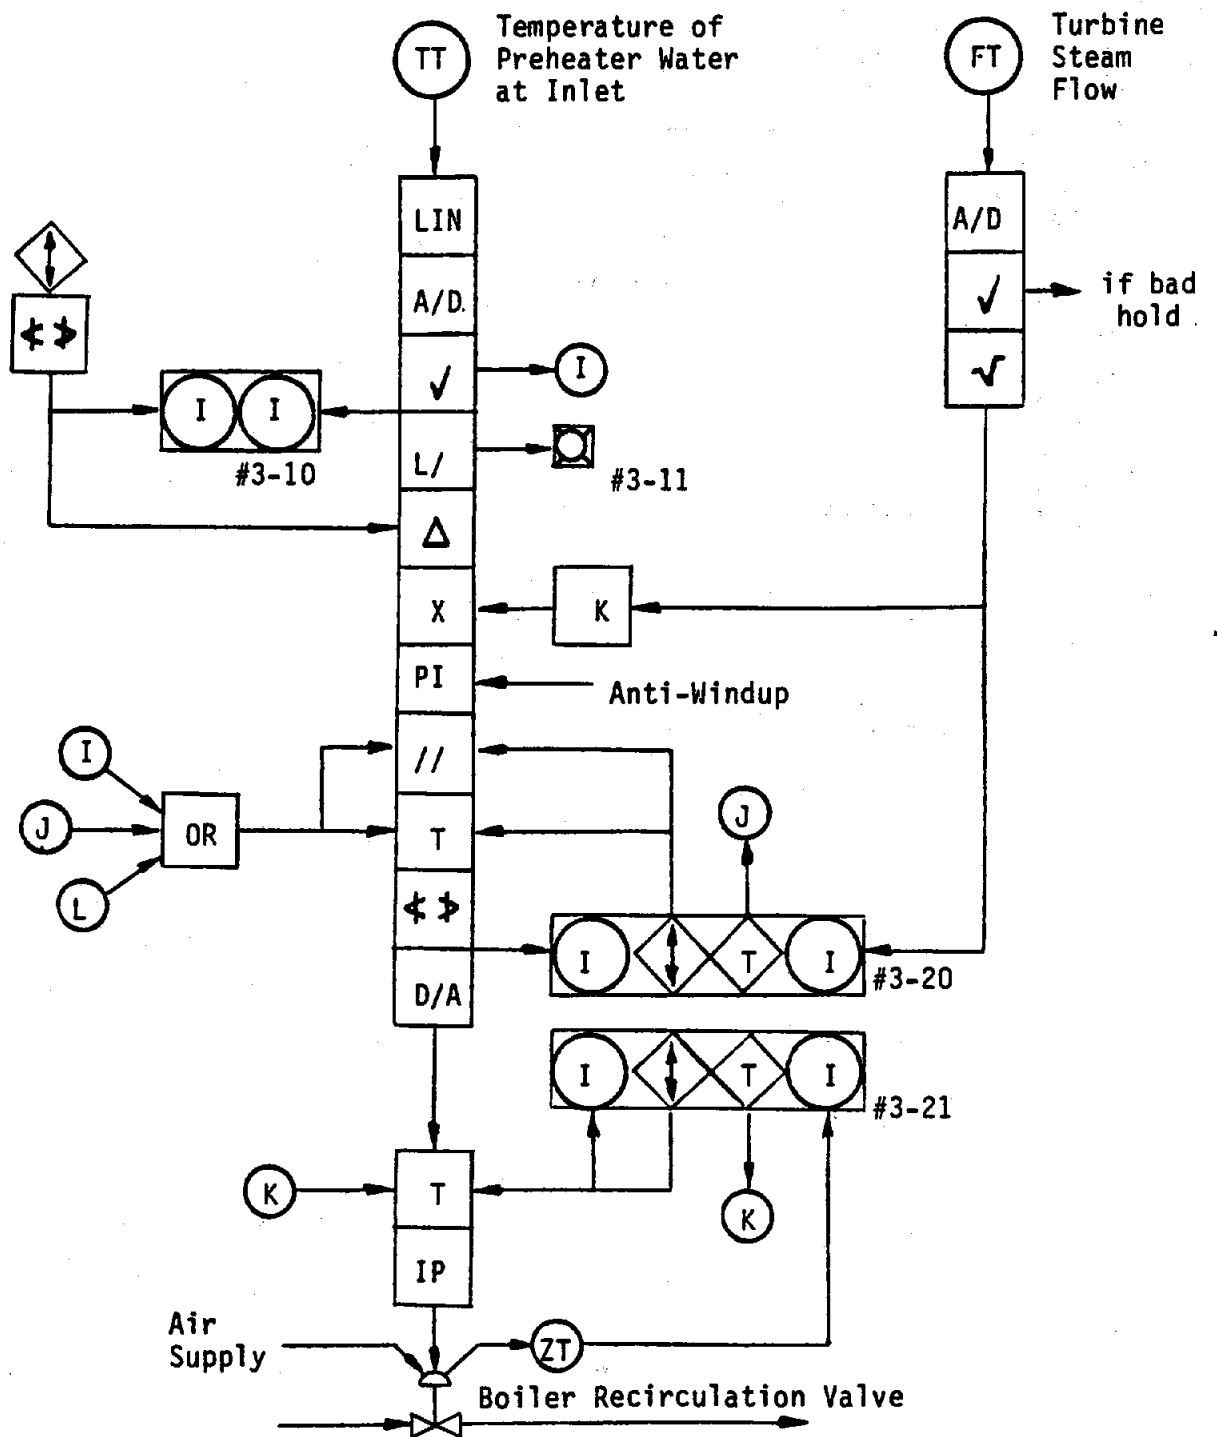 TT
Temperature of
Preheater Water
at Inlet
FT
Turbine
Steam
Flow
LIN
A/D
A/D
√
if bad
hold
√
√
I
I I
#3-10
L/
#3-11
Δ
X
K
PI
Anti-Windup
I
//
J
J
OR
T
L
I T I
#3-20
D/A
I T I
#3-21
K
T
K
IP
Air
Supply
ZT
Boiler Recirculation Valve